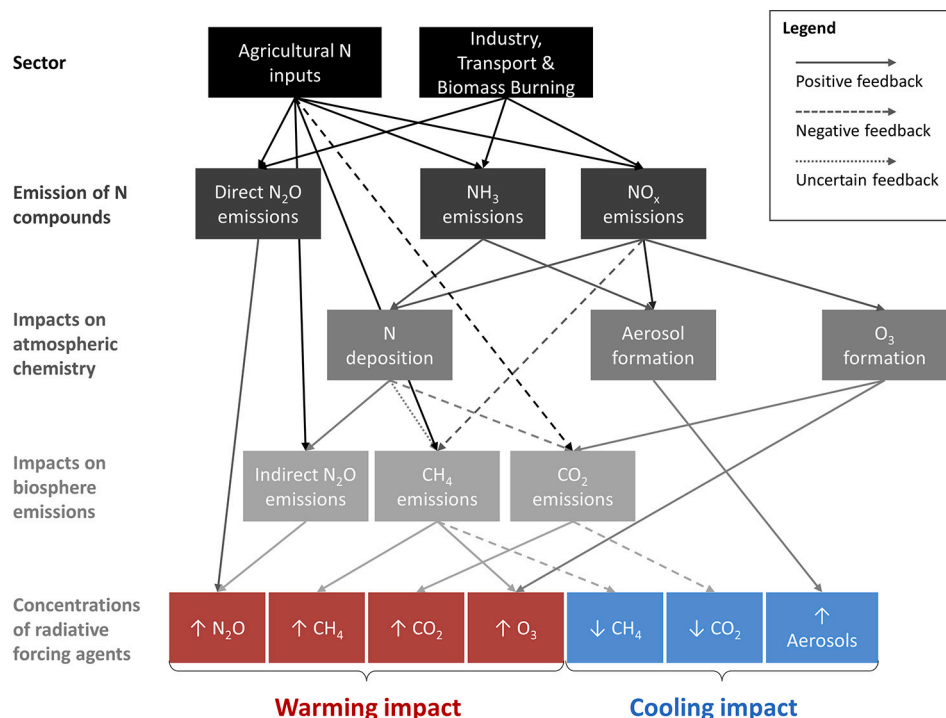 Legend
Positive feedback
Negative feedback
Uncertain feedback
Sector
Agricultural N
inputs
Industry,
Transport &
Biomass Burning
Emission of N
compounds
Direct N₂O
emissions
NH₃
emissions
NOₓ
emissions
Impacts on
atmospheric
chemistry
N
deposition
Aerosol
formation
O₃
formation
Impacts on
biosphere
emissions
Indirect N₂O
emissions
CH₄
emissions
CO₂
emissions
Concentrations
of radiative
forcing agents
↑ N₂O
↑ CH₄
↑ CO₂
↑ O₃
↓ CH₄
↓ CO₂
↑
Aerosols
Warming impact
Cooling impact